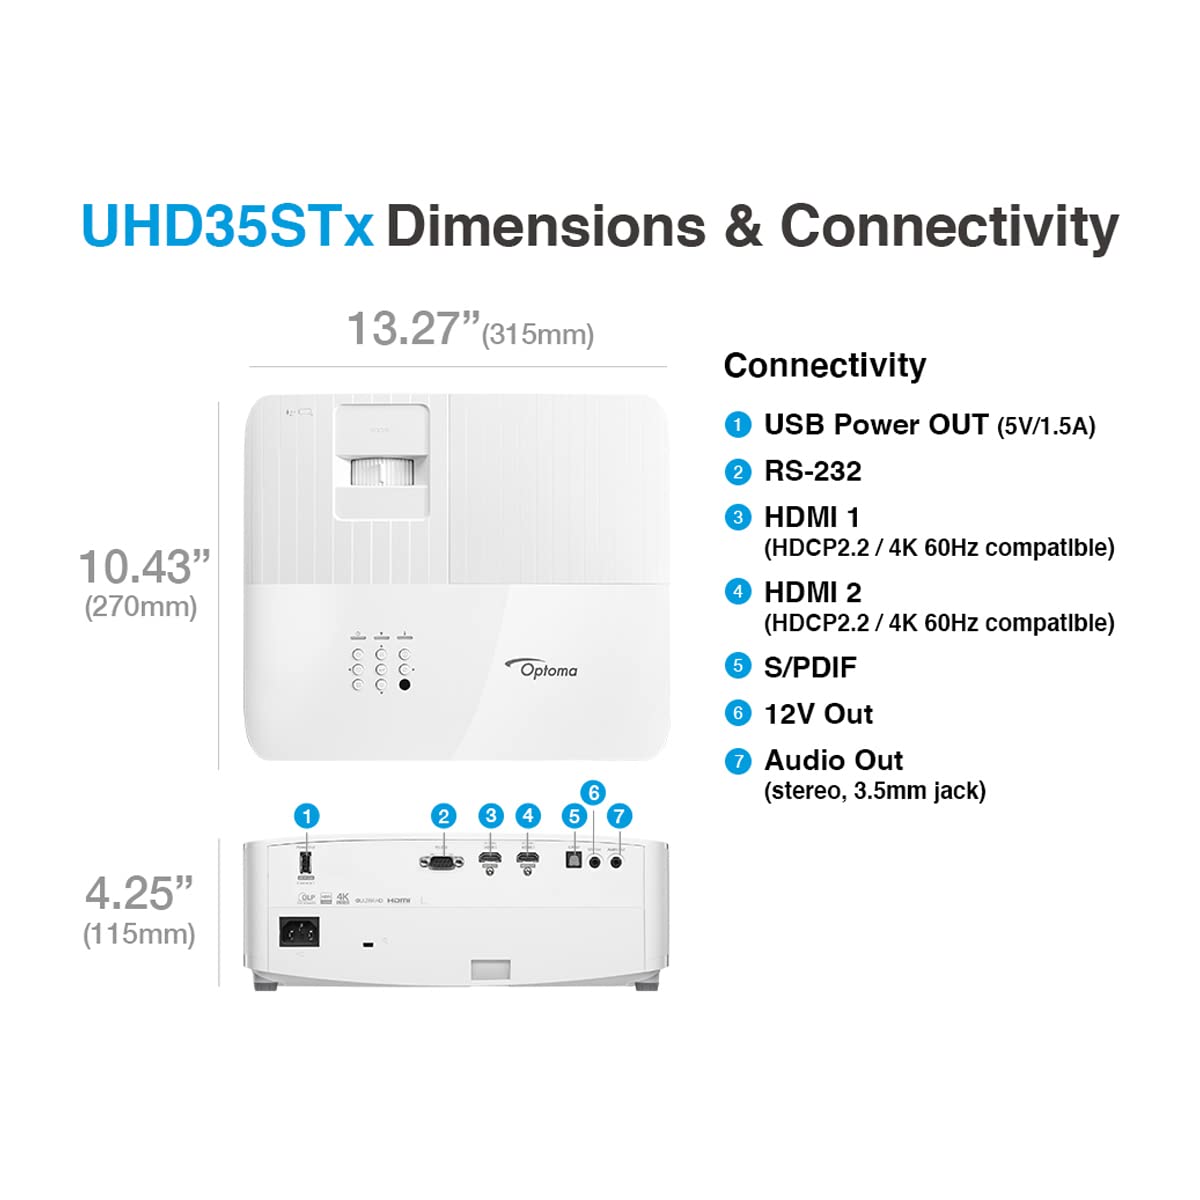 UHD35STx Dimensions & Connectivity
13.27” (315mm)
Connectivity
1 USB Power OUT (5V/1.5A)
2 RS-232
3 HDMI 1
(HDCP2.2 / 4K 60Hz compatible)
4 HDMI 2
(HDCP2.2 / 4K 60Hz compatible)
5 S/PDIF
6 12V Out
7 Audio Out
(stereo, 3.5mm jack)
10.43”
(270mm)
Optoma
1 2 3 4 5 6 7
4.25”
(115mm)
DLP 4K HDMI